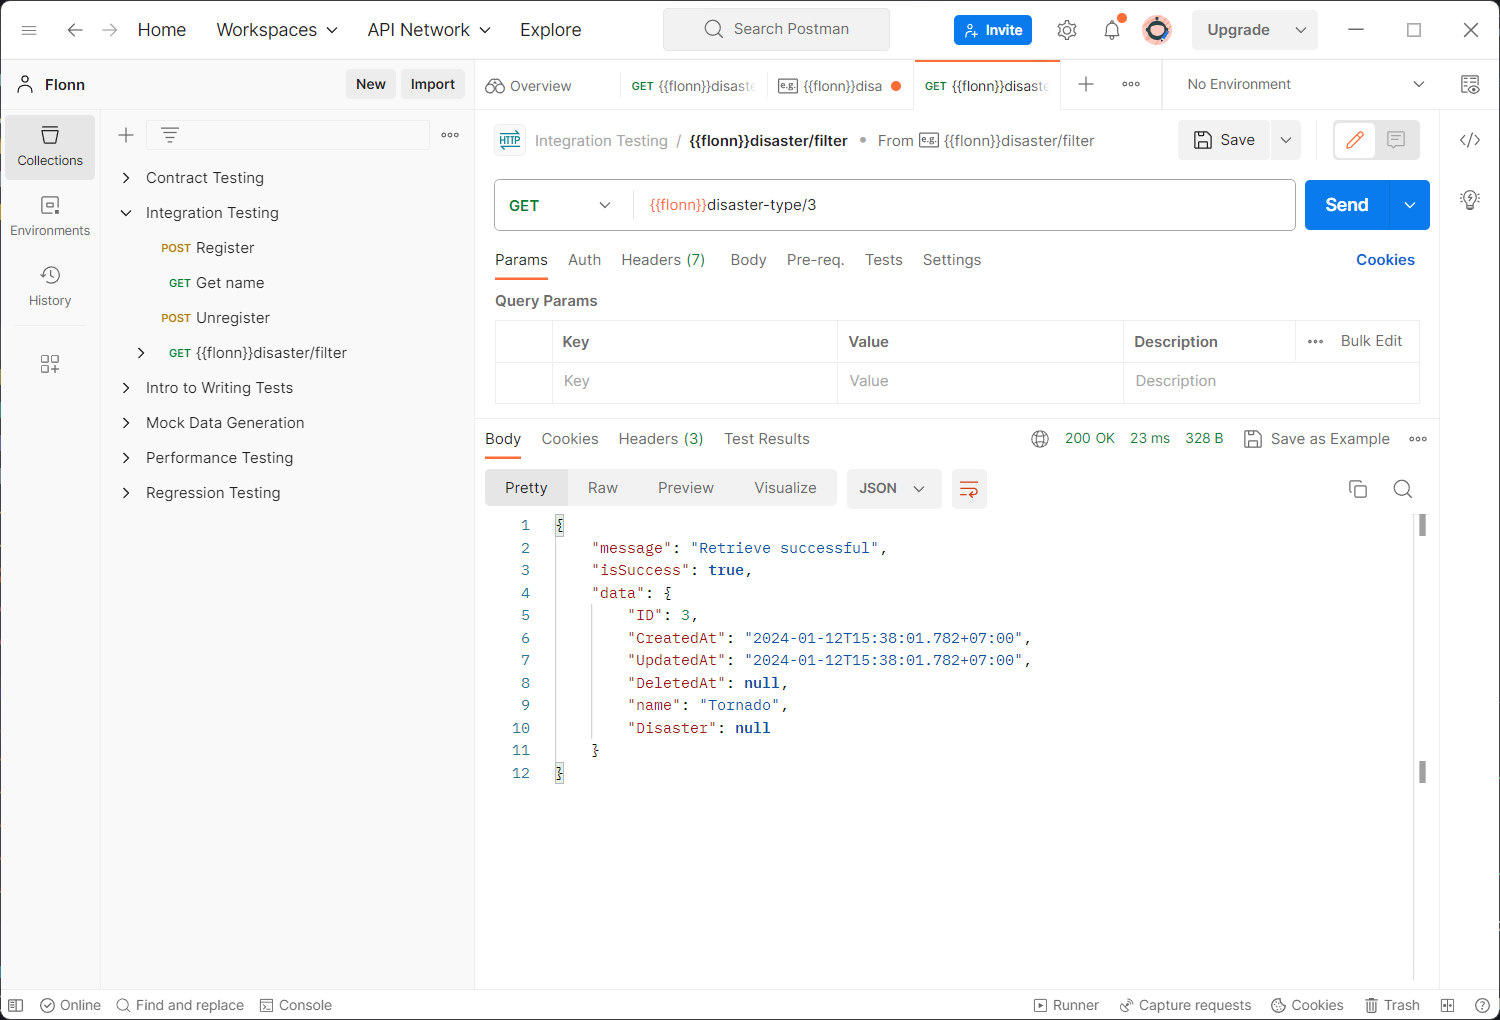 Home Workspaces API Network Explore Search Postman Invite Upgrade
Flonn New Import Overview GET {{flonn}}disaste e.g. {{flonn}}disa GET {{flonn}}disaste No Environment
Collections
Environments
History
Contract Testing
Integration Testing
POST Register
GET Get name
POST Unregister
GET {{flonn}}disaster/filter
Intro to Writing Tests
Mock Data Generation
Performance Testing
Regression Testing
HTTP Integration Testing / {{flonn}}disaster/filter • From e.g. {{flonn}}disaster/filter Save
GET {{flonn}}disaster-type/3 Send
Params Auth Headers (7) Body Pre-req. Tests Settings Cookies
Query Params
Key Value Description Bulk Edit
Key Value Description
Body Cookies Headers (3) Test Results 200 OK 23 ms 328 B Save as Example
Pretty Raw Preview Visualize JSON
1 {
2 "message": "Retrieve successful",
3 "isSuccess": true,
4 "data": {
5 "ID": 3,
6 "CreatedAt": "2024-01-12T15:38:01.782+07:00",
7 "UpdatedAt": "2024-01-12T15:38:01.782+07:00",
8 "DeletedAt": null,
9 "name": "Tornado",
10 "Disaster": null
11 }
12 }
Online Find and replace Console Runner Capture requests Cookies Trash